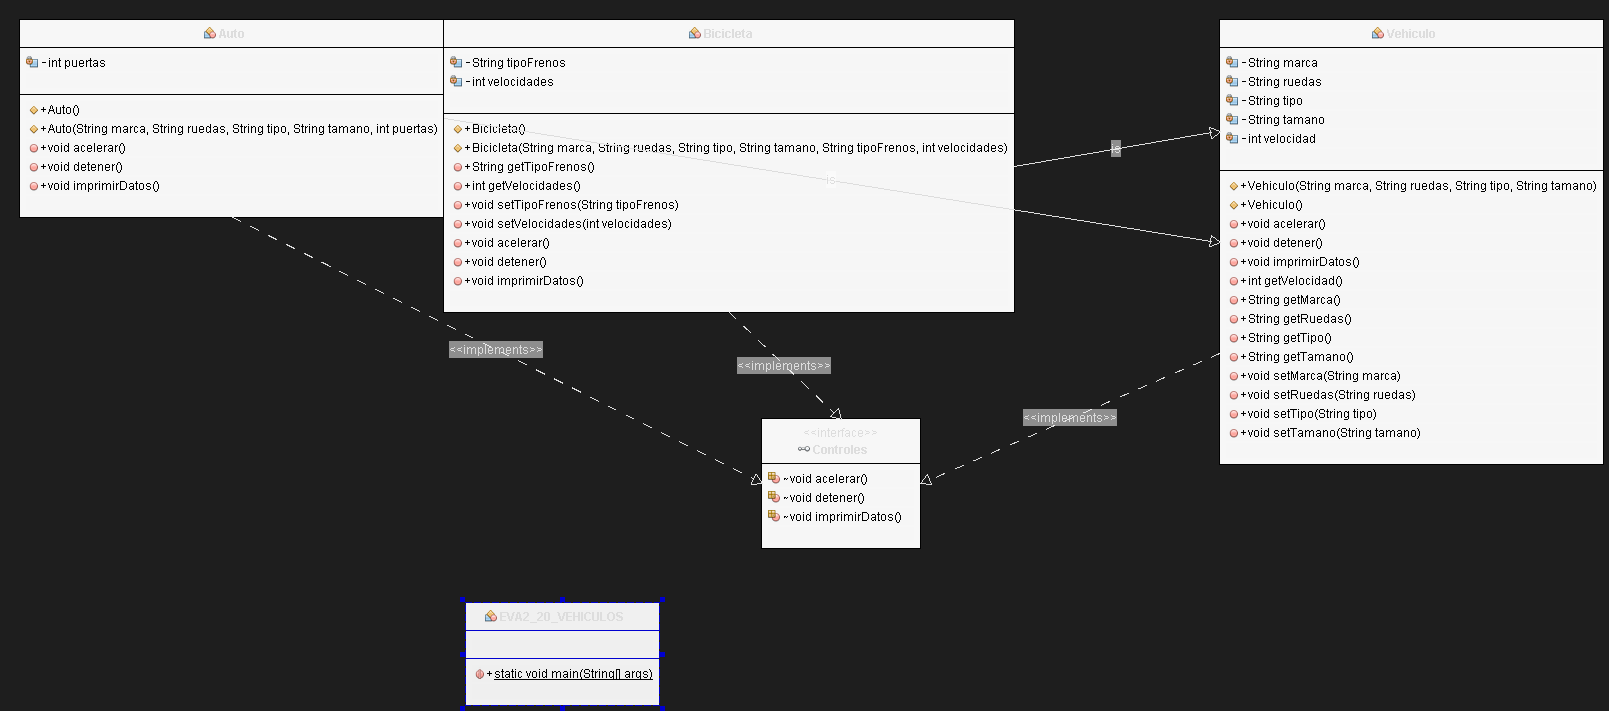 Auto
- int puertas
+ Auto()
+ Auto(String marca, String ruedas, String tipo, String tamano, int puertas)
+ void acelerar()
+ void detener()
+ void imprimirDatos()
Bicicleta
- String tipoFrenos
- int velocidades
+ Bicicleta()
+ Bicicleta(String marca, String ruedas, String tipo, String tamano, String tipoFrenos, int velocidades)
+ String getTipoFrenos()
+ int getVelocidades()
+ void setTipoFrenos(String tipoFrenos)
+ void setVelocidades(int velocidades)
+ void acelerar()
+ void detener()
+ void imprimirDatos()
is
is
Vehiculo
- String marca
- String ruedas
- String tipo
- String tamano
- int velocidad
+ Vehiculo(String marca, String ruedas, String tipo, String tamano)
+ Vehiculo()
+ void acelerar()
+ void detener()
+ void imprimirDatos()
+ int getVelocidad()
+ String getMarca()
+ String getRuedas()
+ String getTipo()
+ String getTamano()
+ void setMarca(String marca)
+ void setRuedas(String ruedas)
+ void setTipo(String tipo)
+ void setTamano(String tamano)
<<implements>>
<<implements>>
<<implements>>
<<interface>>
Controles
~ void acelerar()
~ void detener()
~ void imprimirDatos()
EVA2_20_VEHICULOS
+ static void main(String[] args)